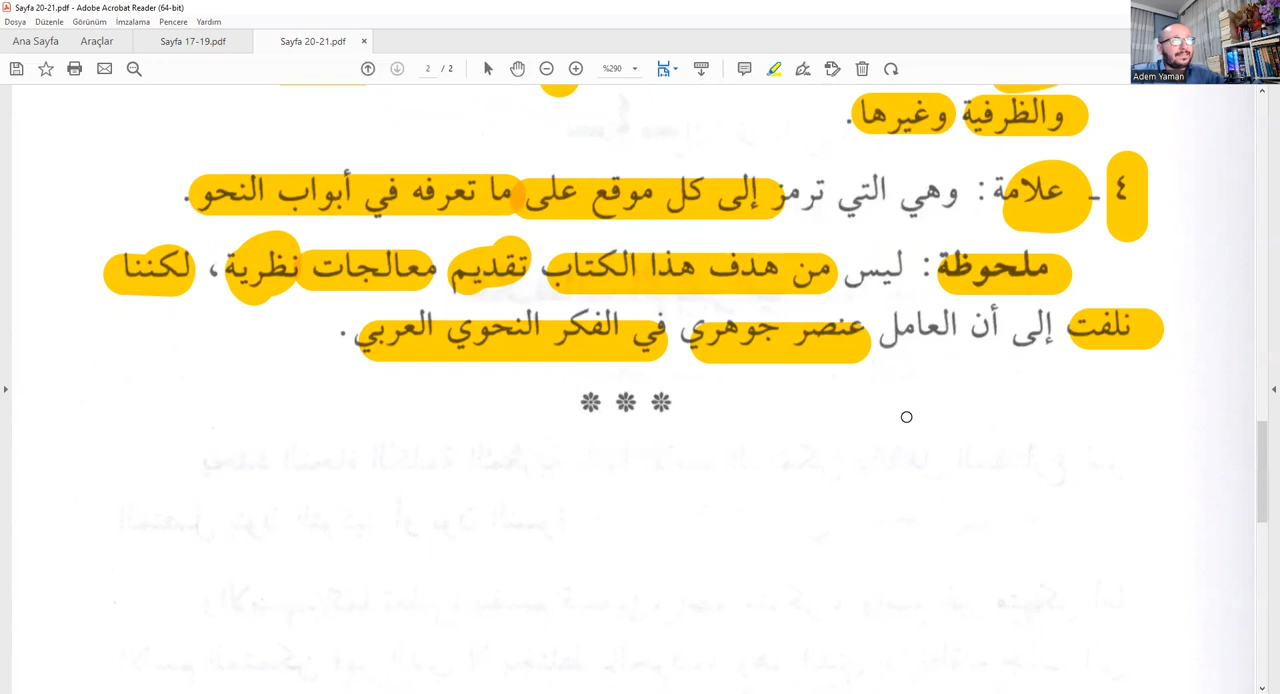 Sayfa 20-21.pdf - Adobe Acrobat Reader (64-bit)
Dosya Düzenle Görünüm İmzalama Pencere Yardım
Ana Sayfa Araçlar Sayfa 17-19.pdf Sayfa 20-21.pdf ×
2 / 2 %290
Adem Yaman
والظرفية وغيرها.
٤ - علامة: وهي التي ترمز إلى كل موقع على ما تعرفه في أبواب النحو.
ملحوظة: ليس من هدف هذا الكتاب تقديم معالجات نظرية، لكننا
نلفت إلى أن العامل عنصر جوهري في الفكر النحوي العربي.